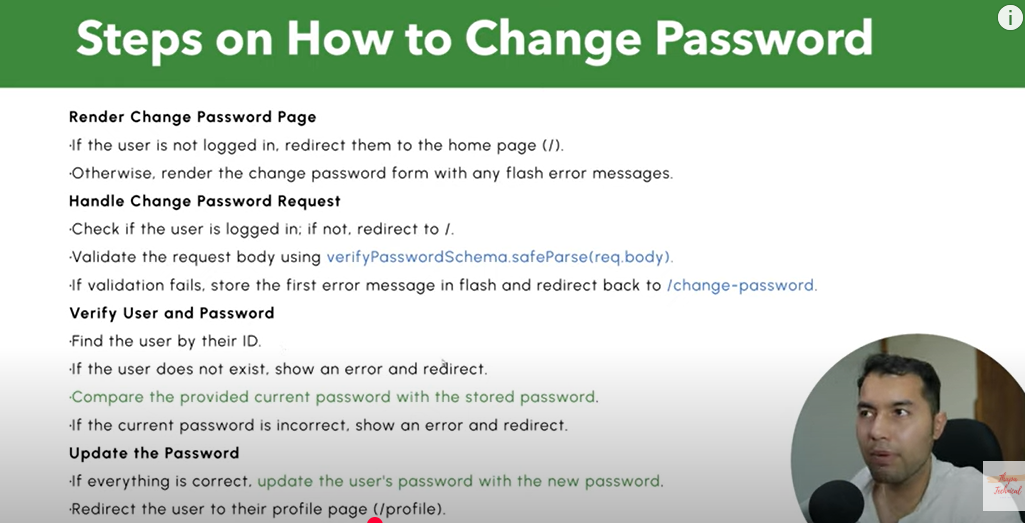 Steps on How to Change Password
Render Change Password Page
·If the user is not logged in, redirect them to the home page (/).
·Otherwise, render the change password form with any flash error messages.
Handle Change Password Request
·Check if the user is logged in; if not, redirect to /.
·Validate the request body using verifyPasswordSchema.safeParse(req.body).
·If validation fails, store the first error message in flash and redirect back to /change-password.
Verify User and Password
·Find the user by their ID.
·If the user does not exist, show an error and redirect.
·Compare the provided current password with the stored password.
·If the current password is incorrect, show an error and redirect.
Update the Password
·If everything is correct, update the user's password with the new password.
·Redirect the user to their profile page (/profile).
Thapa
Technical